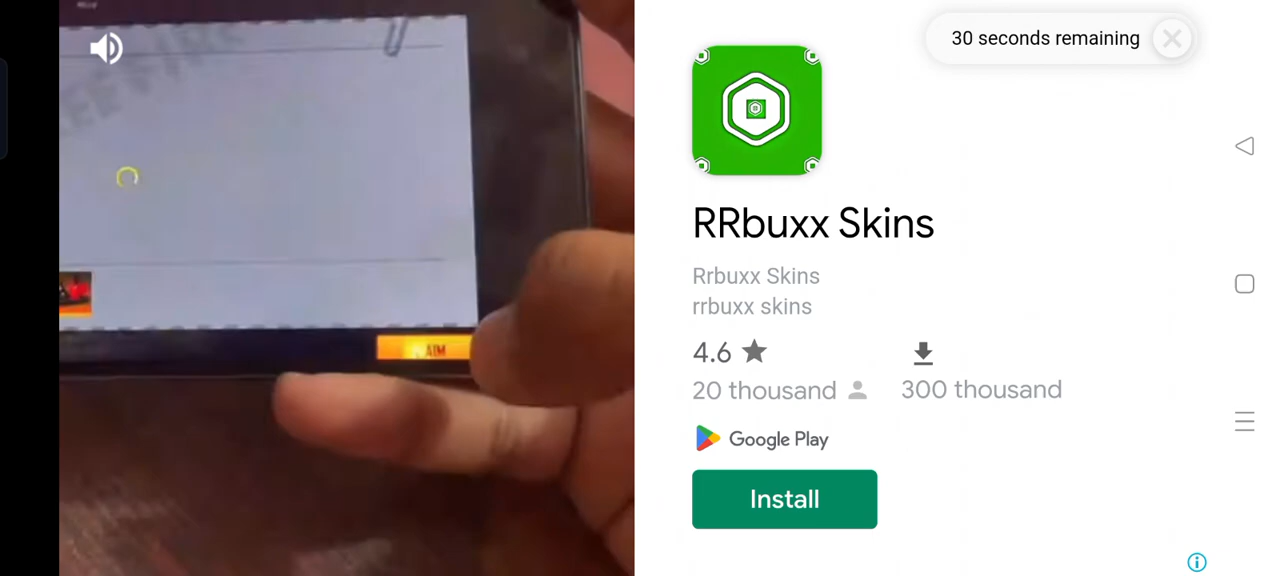 30 seconds remaining
RRbuxx Skins
Rrbuxx Skins
rrbuxx skins
4.6
20 thousand
300 thousand
Google Play
Install